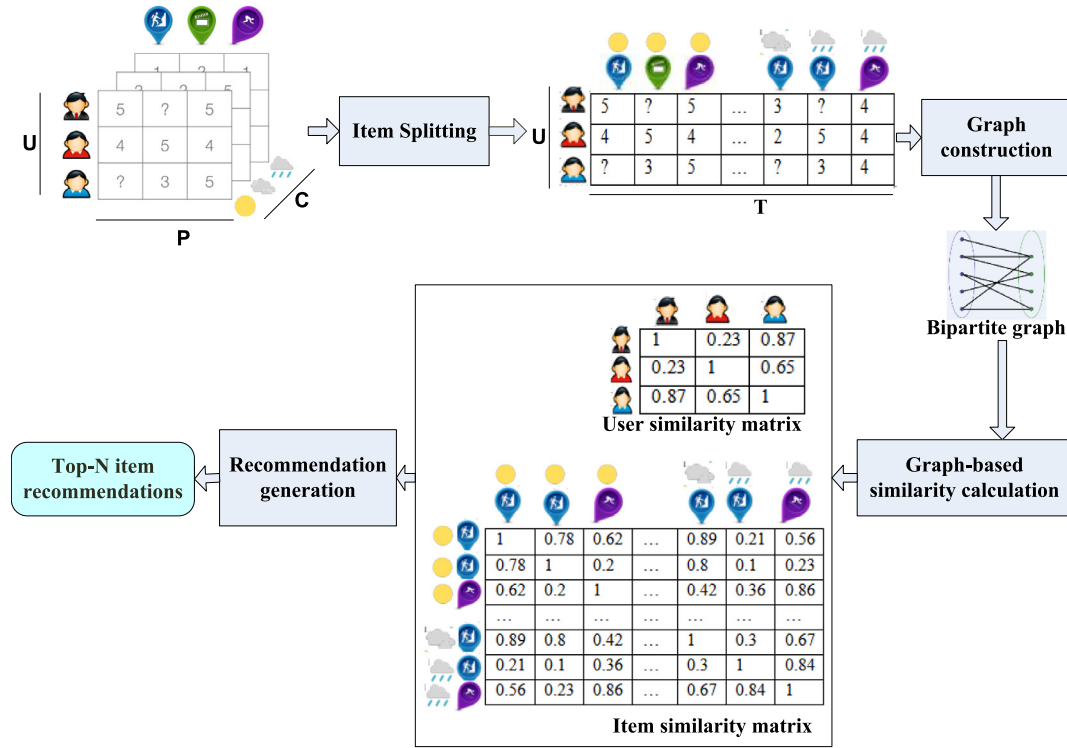 1 2 1
5 ? 5
4 5 4
? 3 5
U
P
C
Item Splitting
5 ? 5 ... 3 ? 4
4 5 4 ... 2 5 4
? 3 5 ... ? 3 4
U
T
Graph
construction
Bipartite graph
Graph-based
similarity calculation
1 0.23 0.87
0.23 1 0.65
0.87 0.65 1
User similarity matrix
1 0.78 0.62 ... 0.89 0.21 0.56
0.78 1 0.2 ... 0.8 0.1 0.23
0.62 0.2 1 ... 0.42 0.36 0.86
... ... ... ... ... ... ...
0.89 0.8 0.42 ... 1 0.3 0.67
0.21 0.1 0.36 ... 0.3 1 0.84
0.56 0.23 0.86 ... 0.67 0.84 1
Item similarity matrix
Recommendation
generation
Top-N item
recommendations